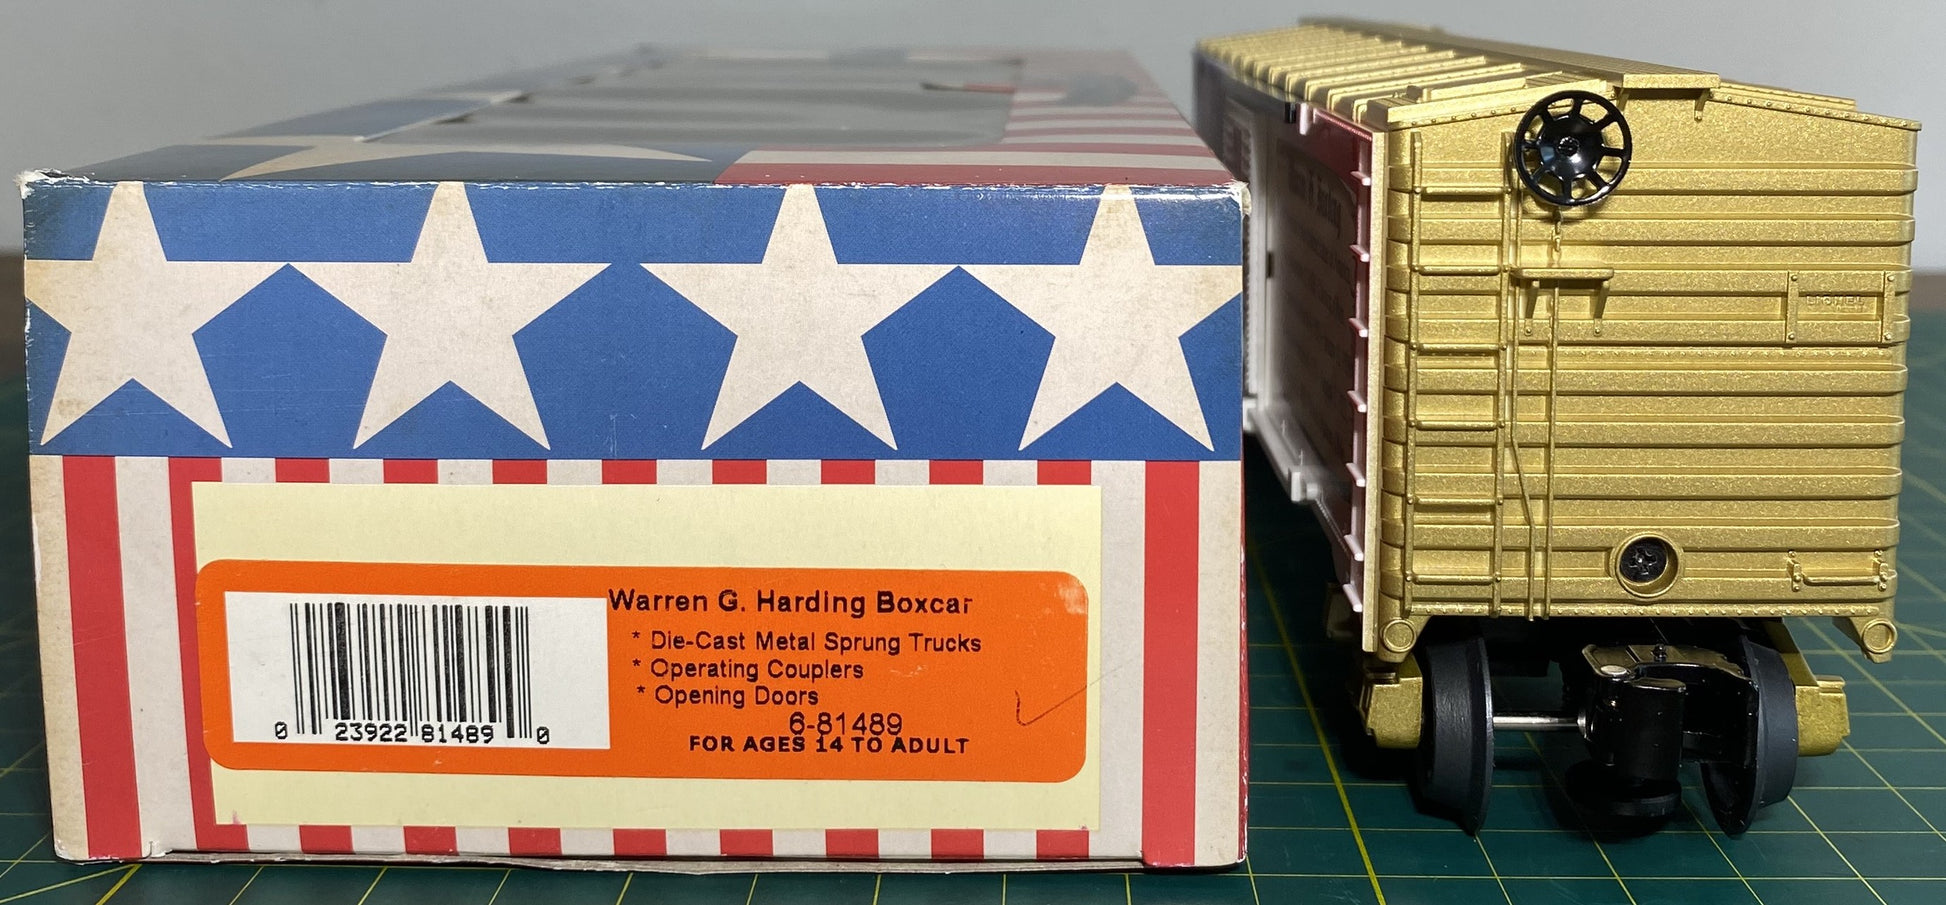 Warren G. Harding Boxcar
* Die-Cast Metal Sprung Trucks
* Operating Couplers
* Opening Doors
6-81489
FOR AGES 14 TO ADULT
0 23922 81489 0
LIONEL